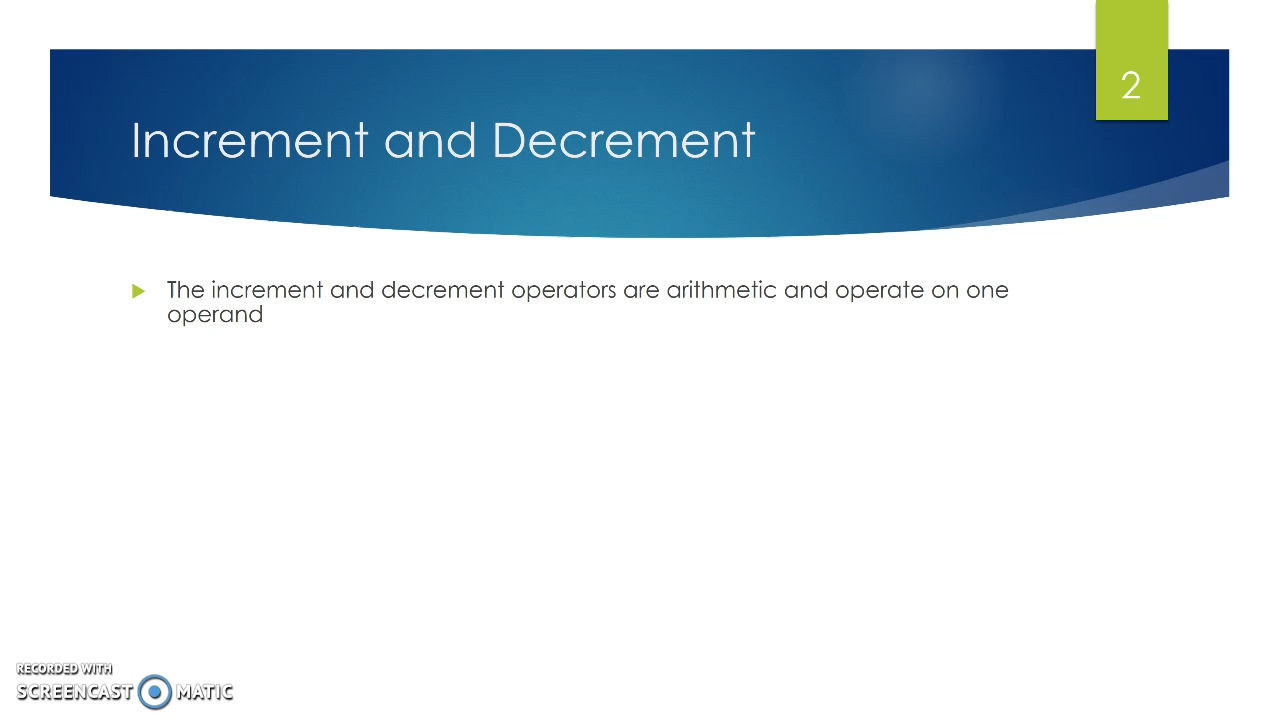 2
Increment and Decrement
The increment and decrement operators are arithmetic and operate on one
operand
RECORDED WITH
SCREENCAST MATIC